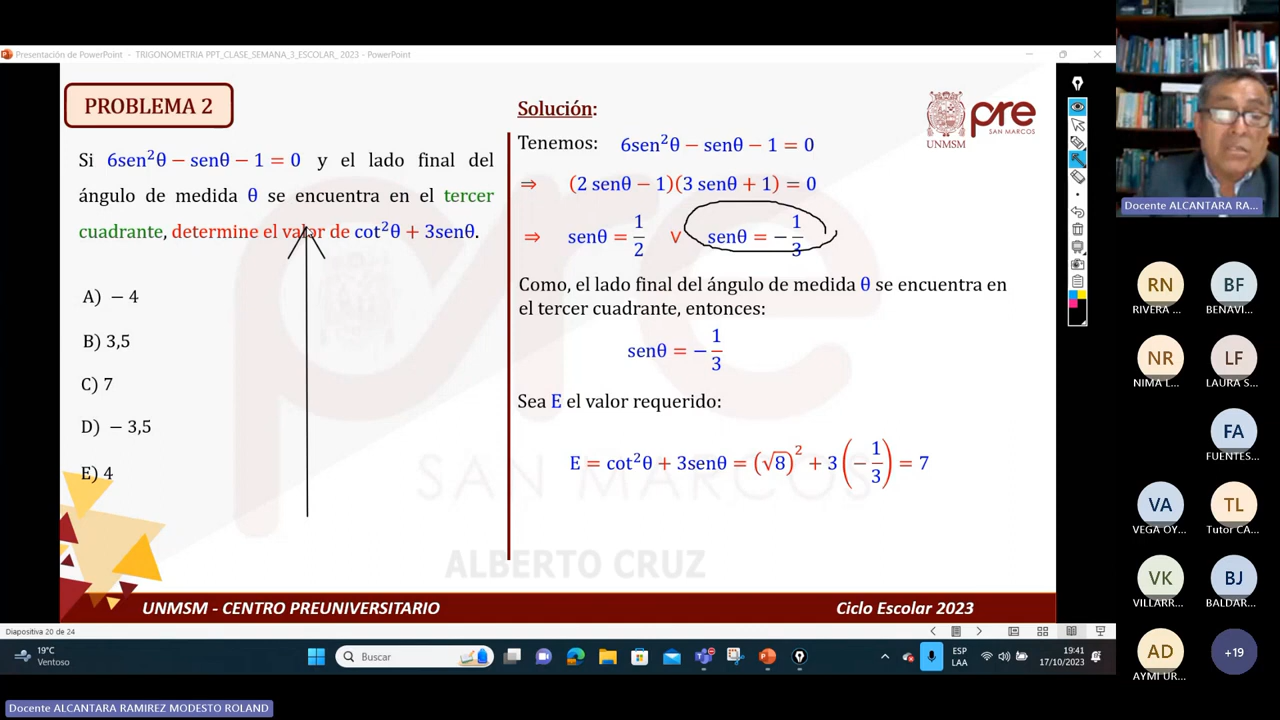 Presentación de PowerPoint - TRIGONOMETRIA PPT_CLASE_SEMANA_3_ESCOLAR_ 2023 - PowerPoint
PROBLEMA 2
Si 6sen²θ − senθ − 1 = 0 y el lado final del
ángulo de medida θ se encuentra en el tercer
cuadrante, determine el valor de cot²θ + 3senθ.
A) − 4
B) 3,5
C) 7
D) − 3,5
E) 4
Solución:
Tenemos: 6sen²θ − senθ − 1 = 0
⇒ (2 senθ − 1)(3 senθ + 1) = 0
⇒ senθ = 1/2 ∨ senθ = − 1/3
Como, el lado final del ángulo de medida θ se encuentra en
el tercer cuadrante, entonces:
senθ = − 1/3
Sea E el valor requerido:
E = cot²θ + 3senθ = (√8)² + 3(− 1/3) = 7
UNMSM
pre
SAN MARCOS
pre
SAN MARCOS
ALBERTO CRUZ
UNMSM - CENTRO PREUNIVERSITARIO
Ciclo Escolar 2023
Diapositiva 20 de 24
19°C
Ventoso
Buscar
ESP
LAA
19:41
17/10/2023
Docente ALCANTARA RA...
RN
RIVERA ...
BF
BENAVI...
NR
NIMA L...
LF
LAURA S...
FA
FUENTES...
VA
VEGA OY...
TL
Tutor CA...
VK
VILLARR...
BJ
BALDAR...
AD
AYMI UR...
+19
Docente ALCANTARA RAMIREZ MODESTO ROLAND